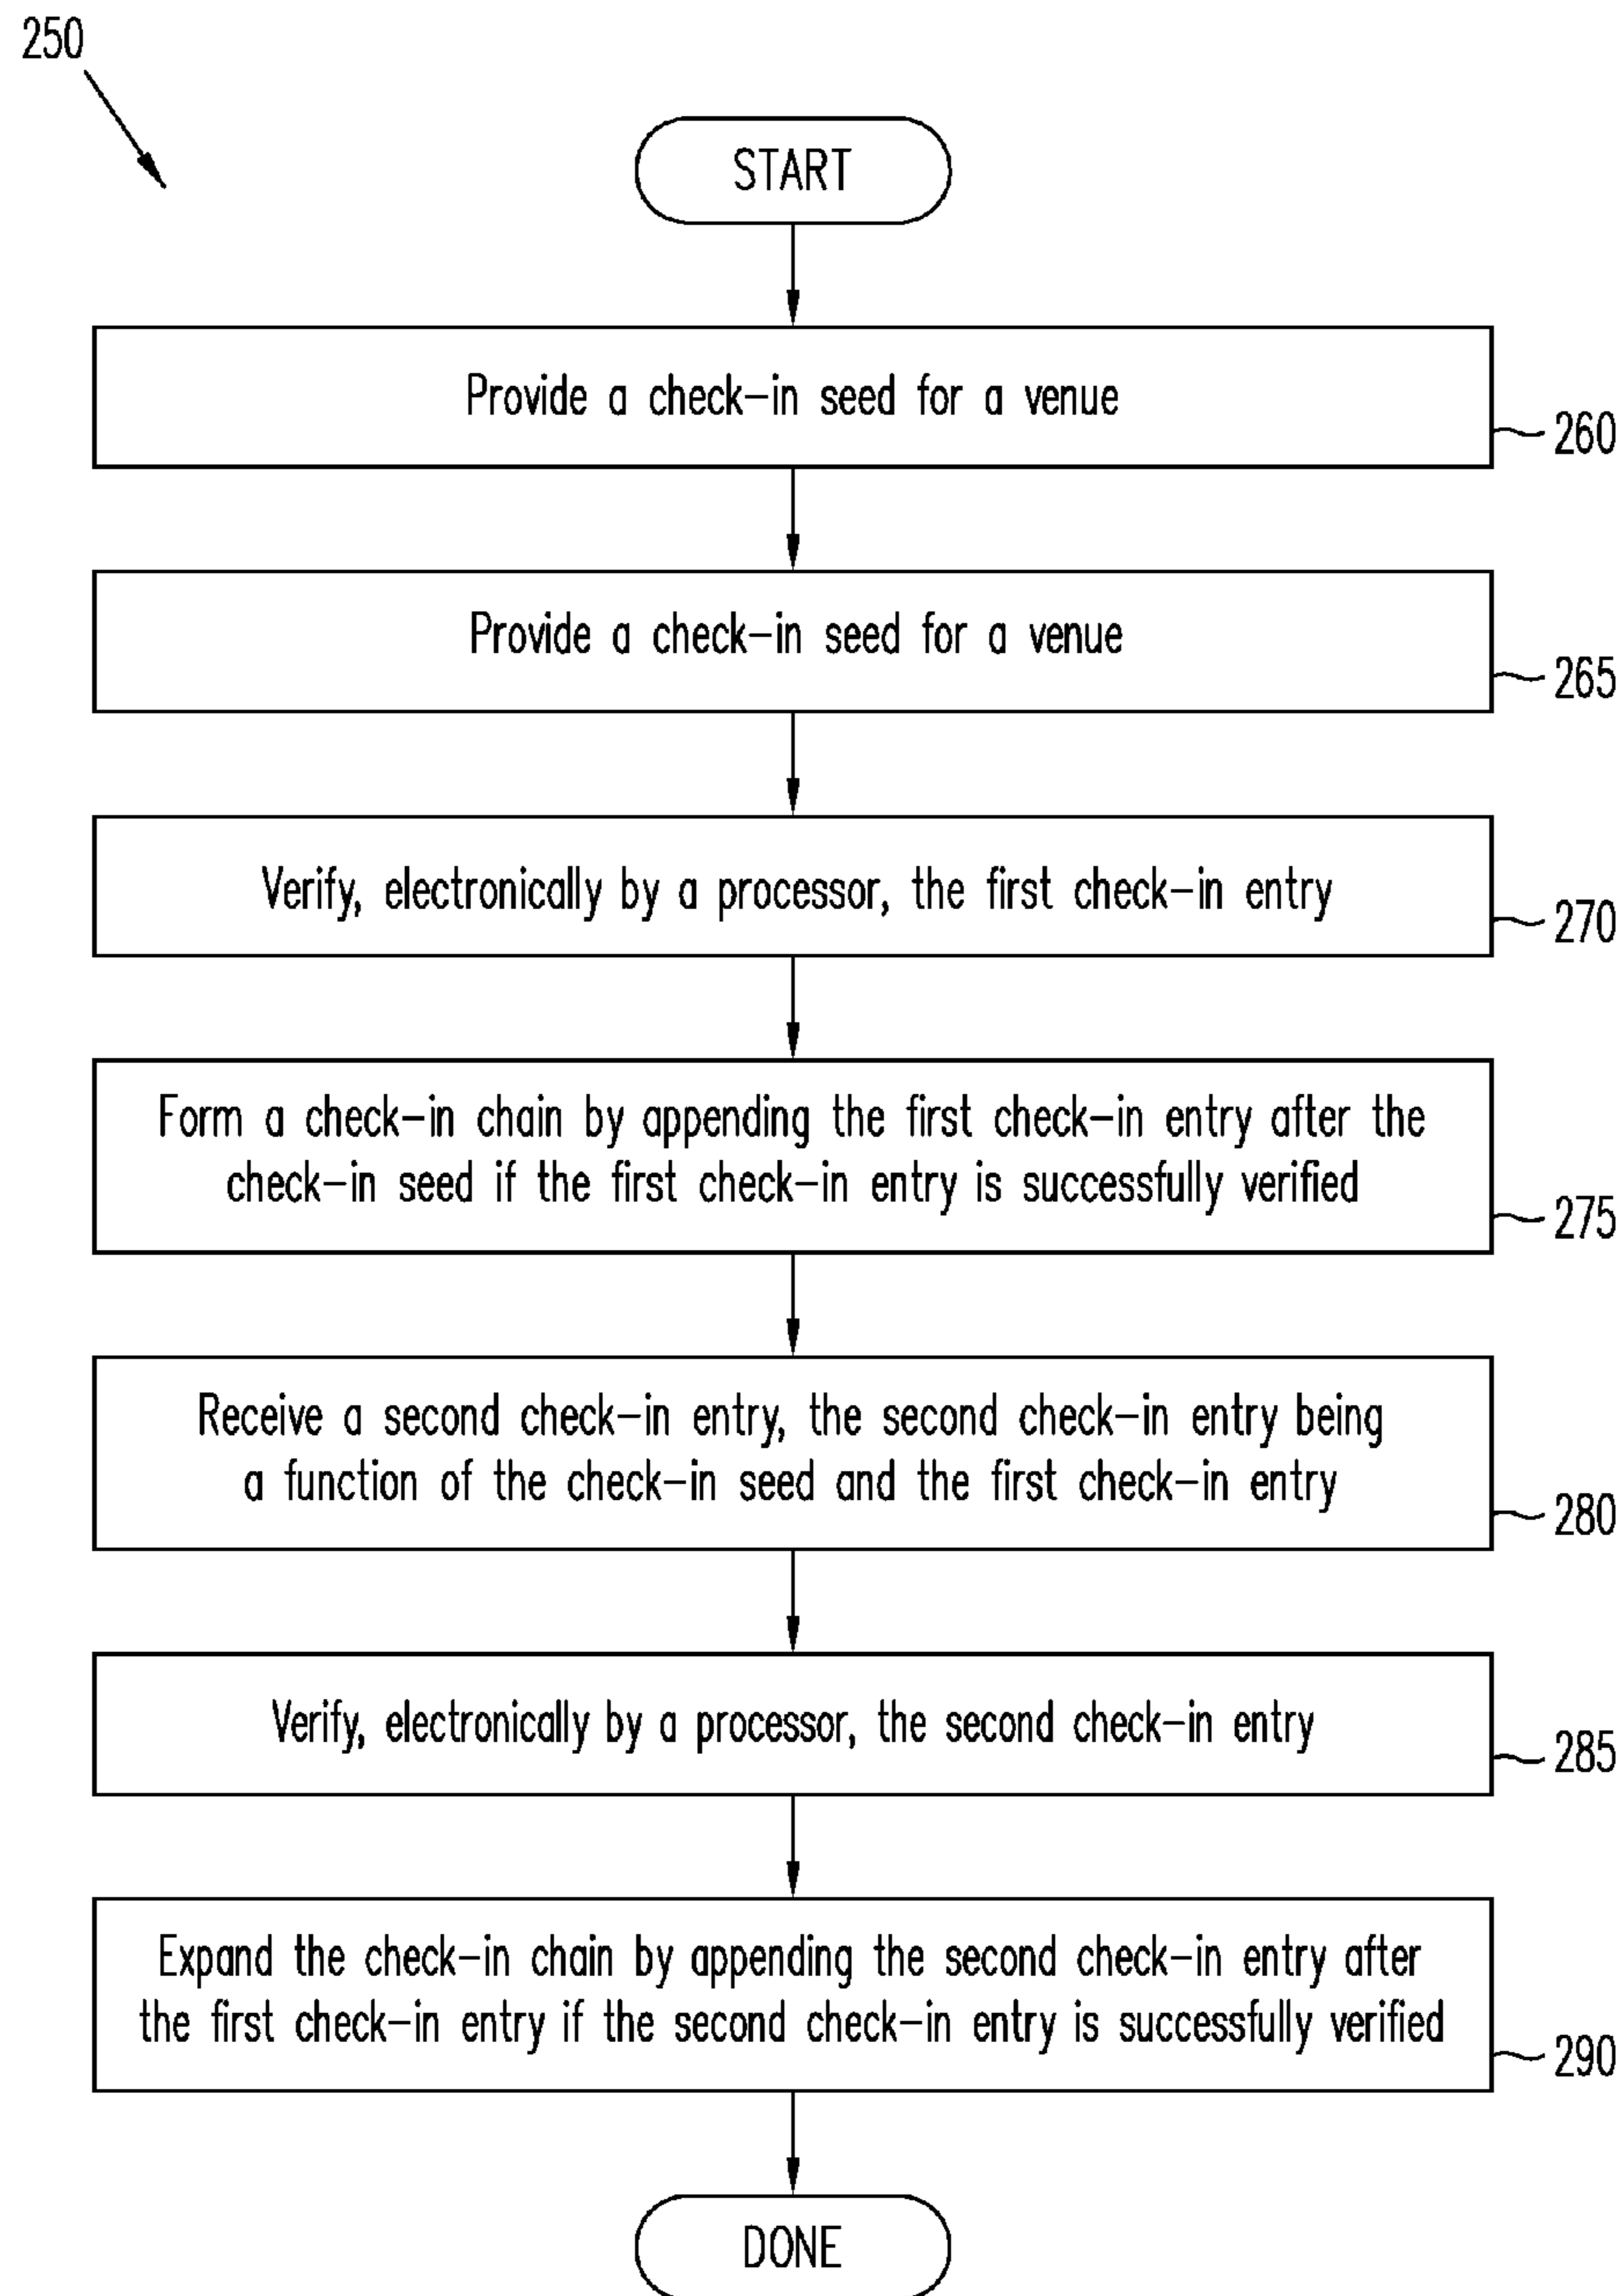 250
START
Provide a check-in seed for a venue
260
Provide a check-in seed for a venue
265
Verify, electronically by a processor, the first check-in entry
270
Form a check-in chain by appending the first check-in entry after the
check-in seed if the first check-in entry is successfully verified
275
Receive a second check-in entry, the second check-in entry being
a function of the check-in seed and the first check-in entry
280
Verify, electronically by a processor, the second check-in entry
285
Expand the check-in chain by appending the second check-in entry after
the first check-in entry if the second check-in entry is successfully verified
290
DONE